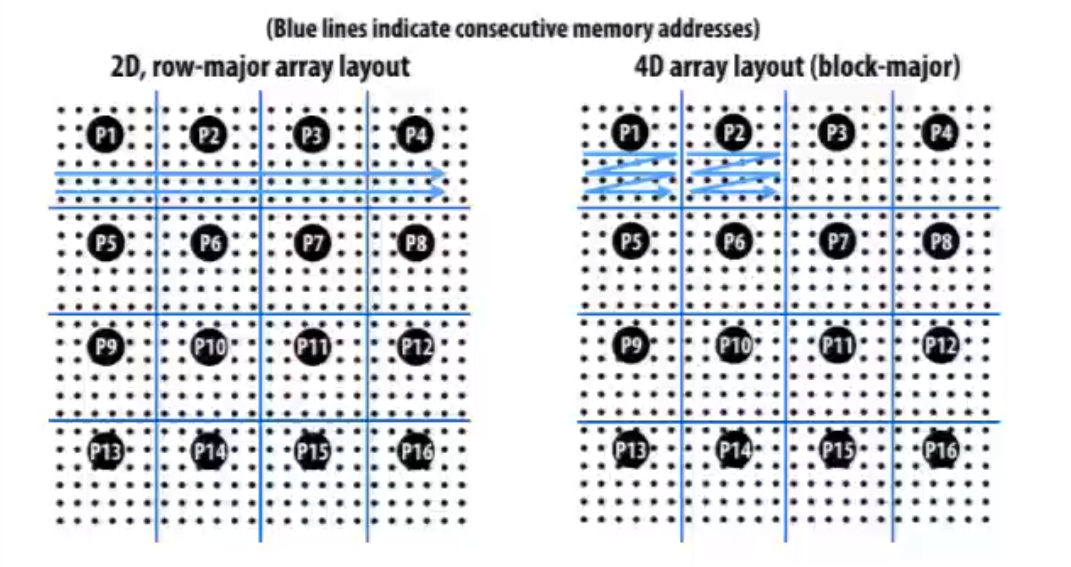 (Blue lines indicate consecutive memory addresses)
2D, row-major array layout
4D array layout (block-major)
P1 P2 P3 P4
P5 P6 P7 P8
P9 P10 P11 P12
P13 P14 P15 P16
P1 P2 P3 P4
P5 P6 P7 P8
P9 P10 P11 P12
P13 P14 P15 P16